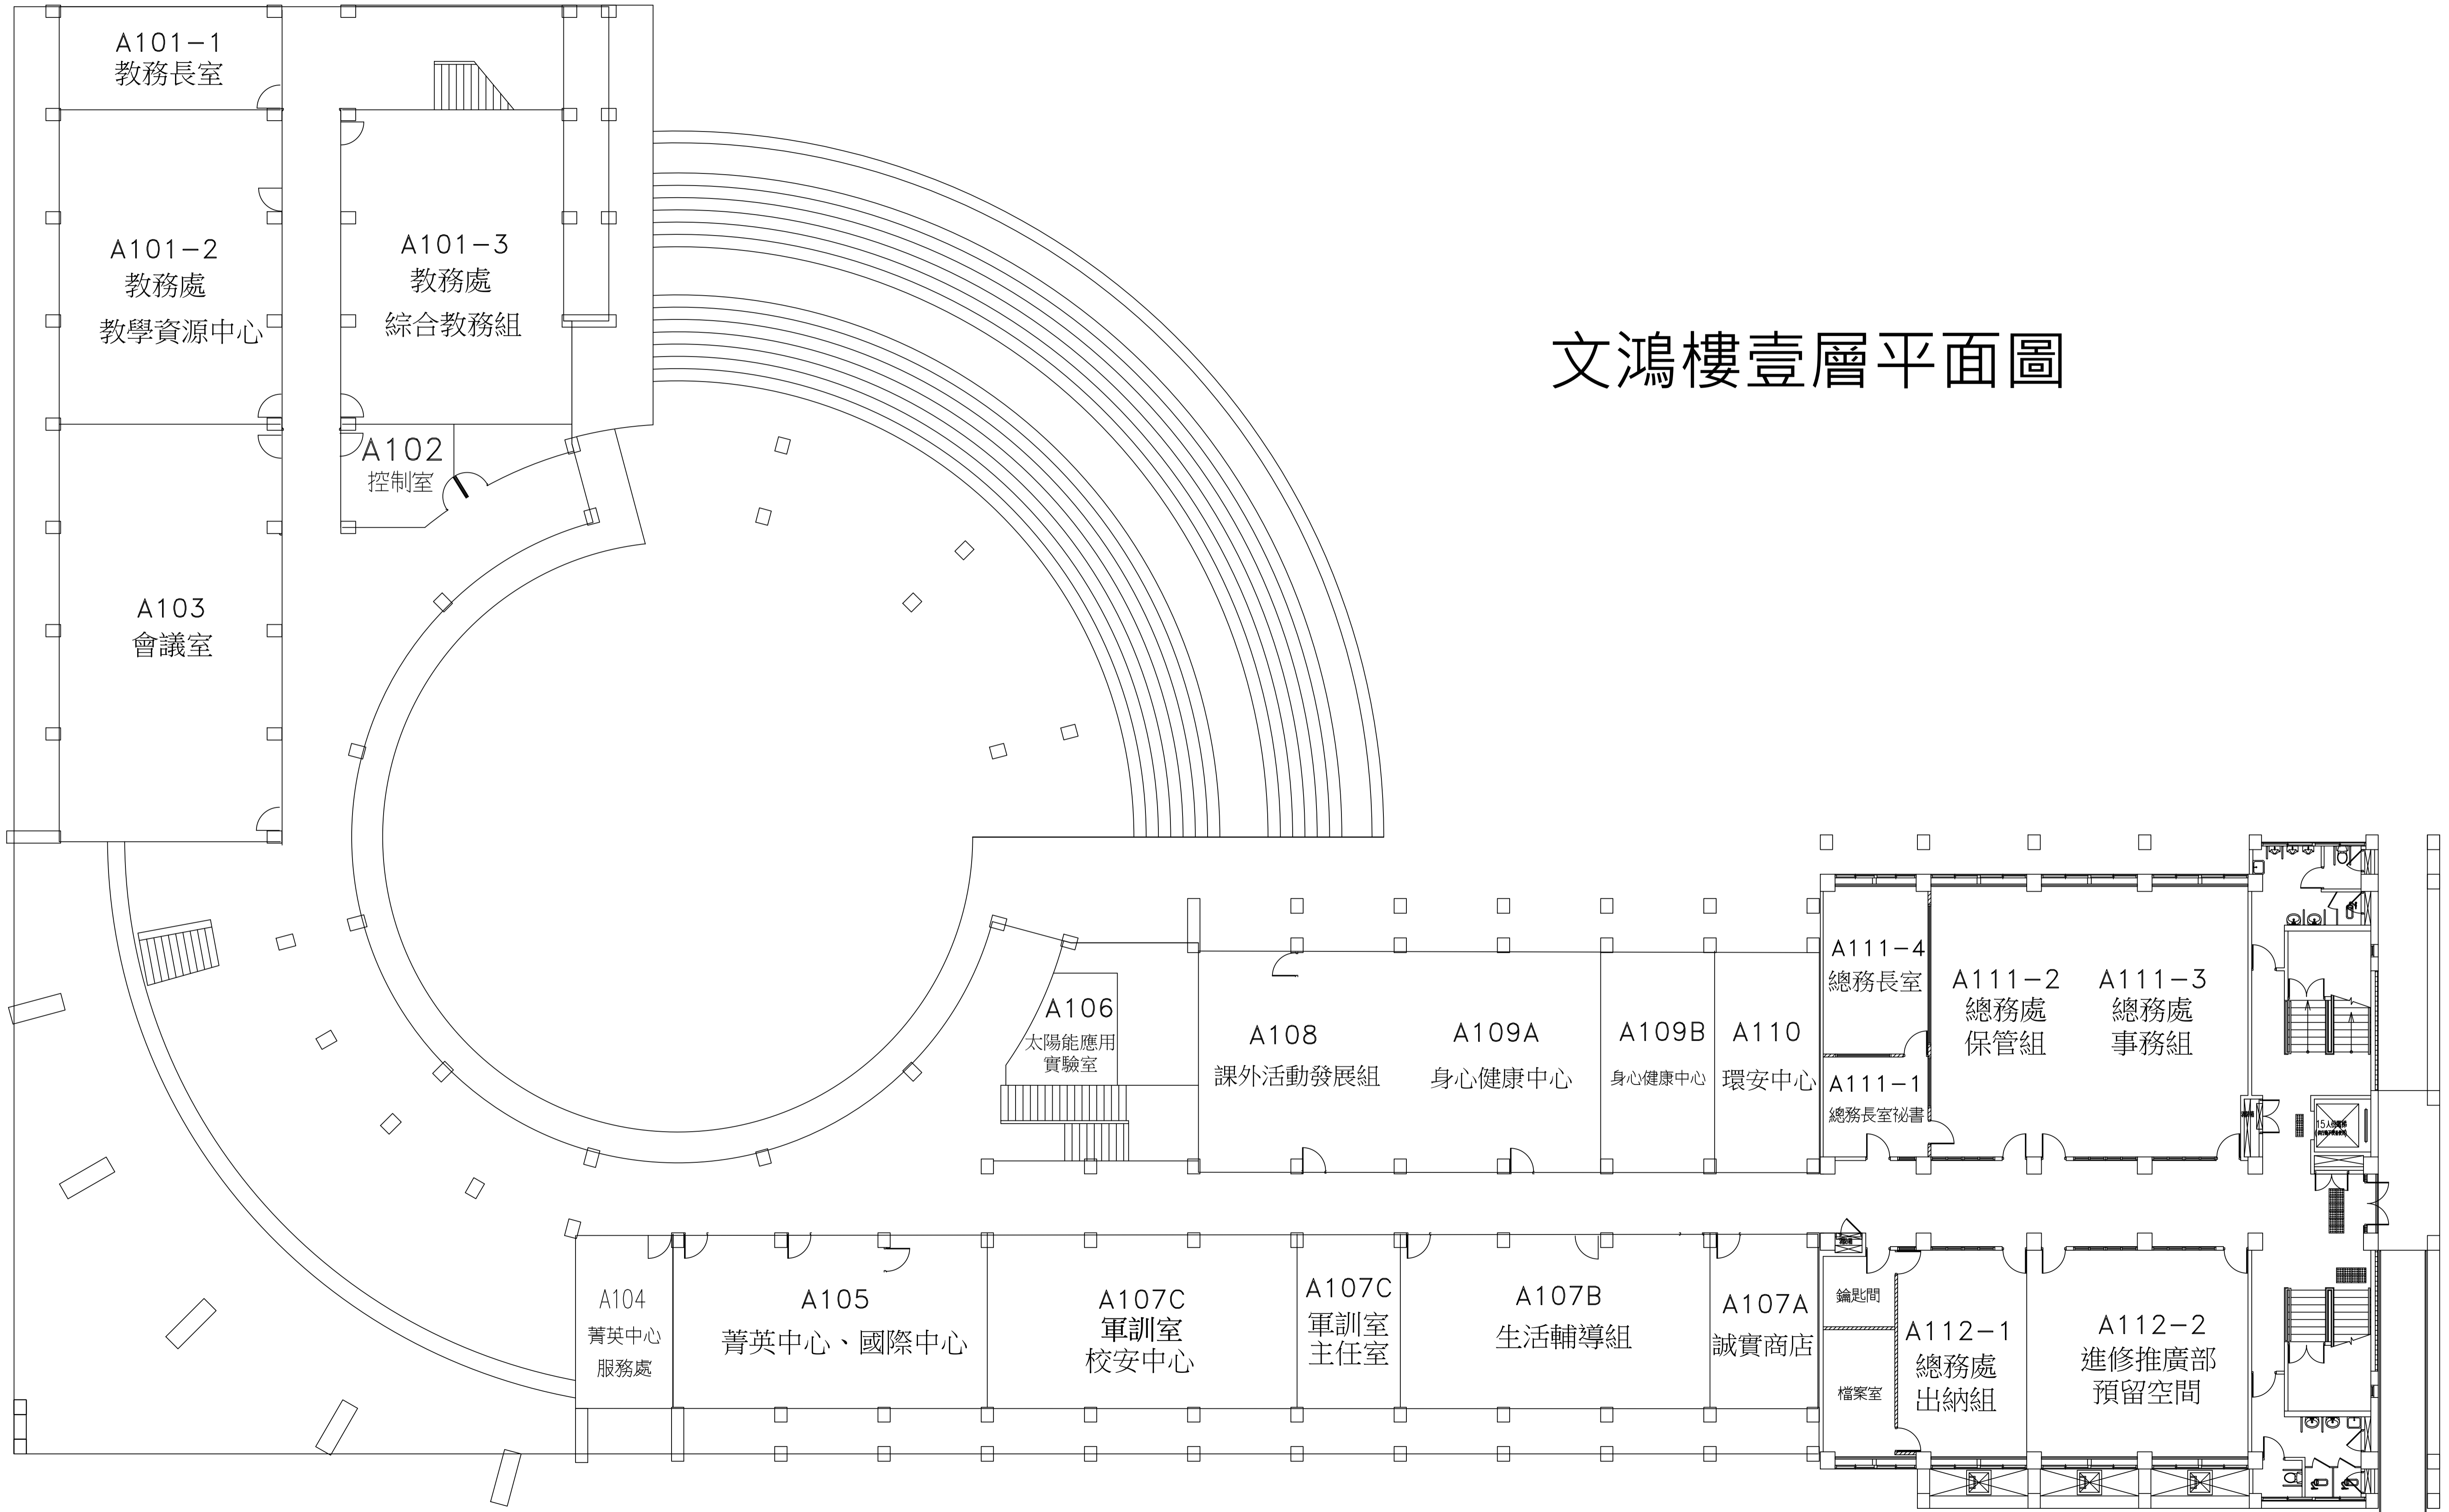 文鴻樓壹層平面圖
A101-1
教務長室
A101-2
教務處
教學資源中心
A101-3
教務處
綜合教務組
A102
控制室
A103
會議室
A106
太陽能應用
實驗室
A108
課外活動發展組
A109A
身心健康中心
A109B
身心健康中心
A110
環安中心
A111-4
總務長室
A111-1
總務長室祕書
A111-2
總務處
保管組
A111-3
總務處
事務組
A104
菁英中心
服務處
A105
菁英中心、國際中心
A107C
軍訓室
校安中心
A107C
軍訓室
主任室
A107B
生活輔導組
A107A
誠實商店
鑰匙間
檔案室
A112-1
總務處
出納組
A112-2
進修推廣部
預留空間